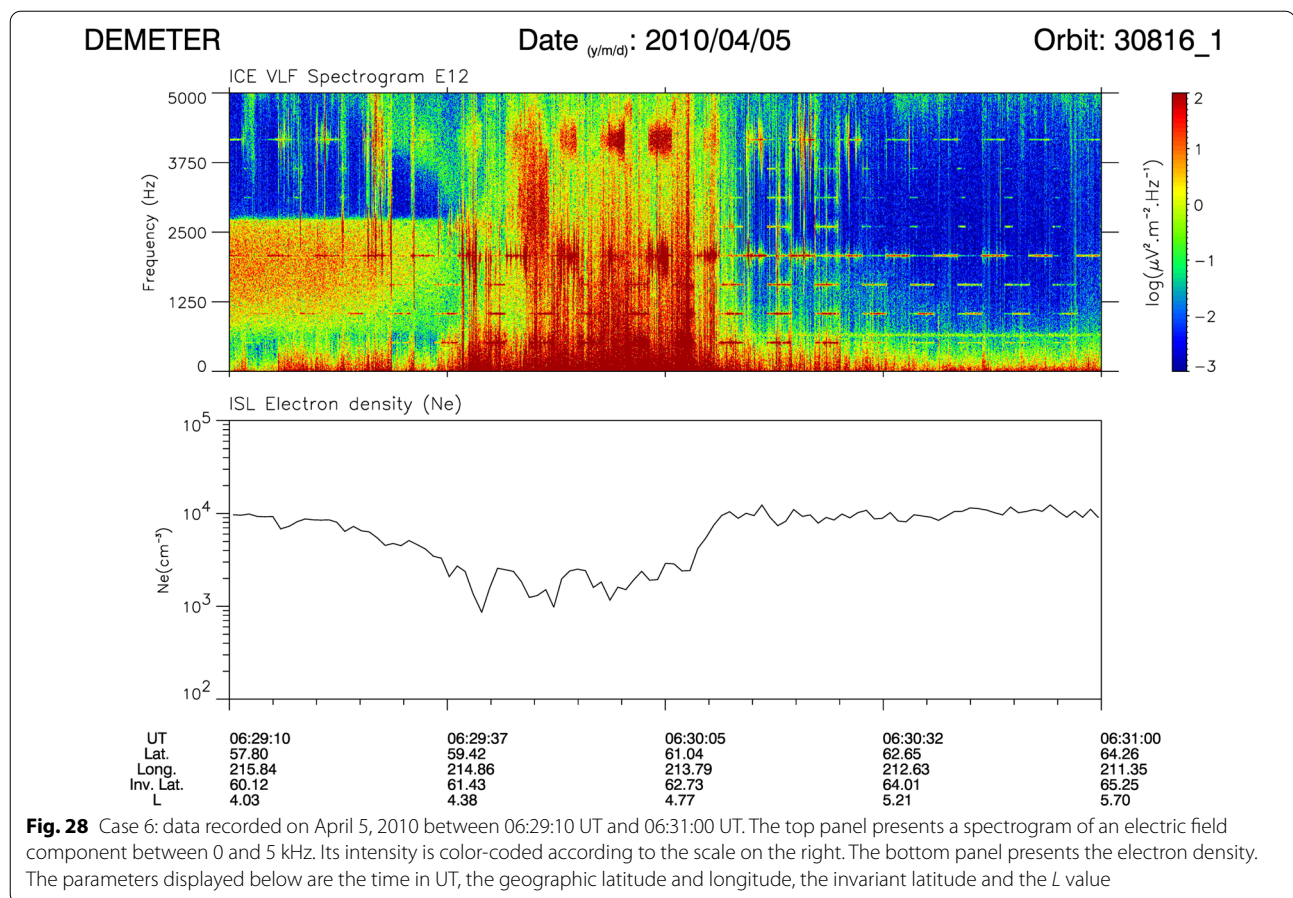 DEMETER Date (y/m/d): 2010/04/05 Orbit: 30816_1
ICE VLF Spectrogram E12
5000
3750
2500
1250
0
Frequency (Hz)
2
1
0
−1
−2
−3
log(μV².m⁻².Hz⁻¹)
ISL Electron density (Ne)
10⁵
10⁴
10³
10²
Ne(cm⁻³)
UT 06:29:10 06:29:37 06:30:05 06:30:32 06:31:00
Lat. 57.80 59.42 61.04 62.65 64.26
Long. 215.84 214.86 213.79 212.63 211.35
Inv. Lat. 60.12 61.43 62.73 64.01 65.25
L 4.03 4.38 4.77 5.21 5.70
Fig. 28 Case 6: data recorded on April 5, 2010 between 06:29:10 UT and 06:31:00 UT. The top panel presents a spectrogram of an electric field
component between 0 and 5 kHz. Its intensity is color-coded according to the scale on the right. The bottom panel presents the electron density.
The parameters displayed below are the time in UT, the geographic latitude and longitude, the invariant latitude and the L value